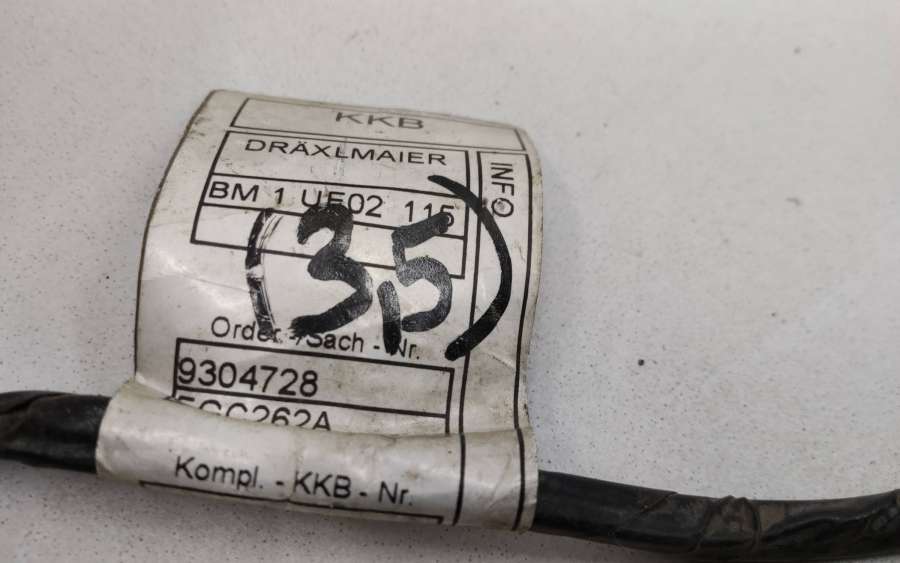 KKB
DRÄXLMAIER
INFO
BM 1 UE02 115
(3,5)
Order.-/Sach - Nr.
9304728
Kompl. - KKB - Nr.